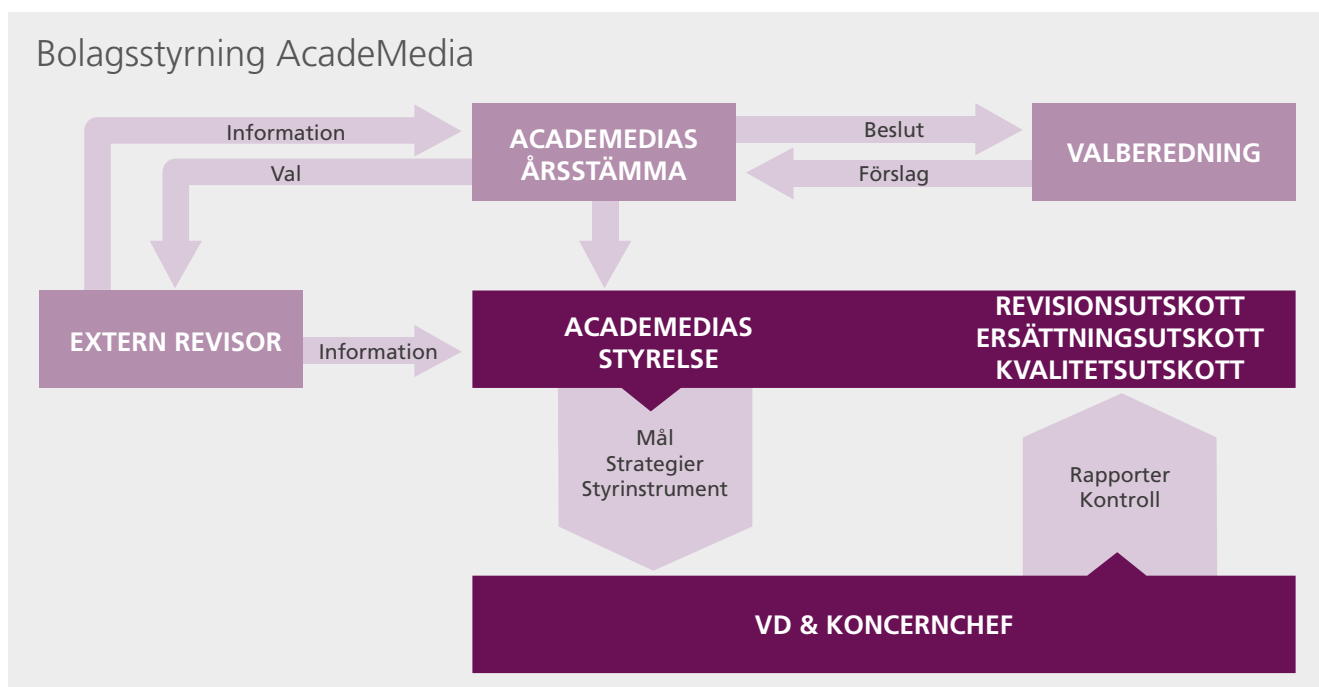 Bolagsstyrning AcadeMedia
Information
Val
ACADEMEDIAS
ÅRSSTÄMMA
Beslut
Förslag
VALBEREDNING
EXTERN REVISOR
Information
ACADEMEDIAS
STYRELSE
REVISIONSUTSKOTT
ERSÄTTNINGSUTSKOTT
KVALITETSUTSKOTT
Mål
Strategier
Styrinstrument
Rapporter
Kontroll
VD & KONCERNCHEF